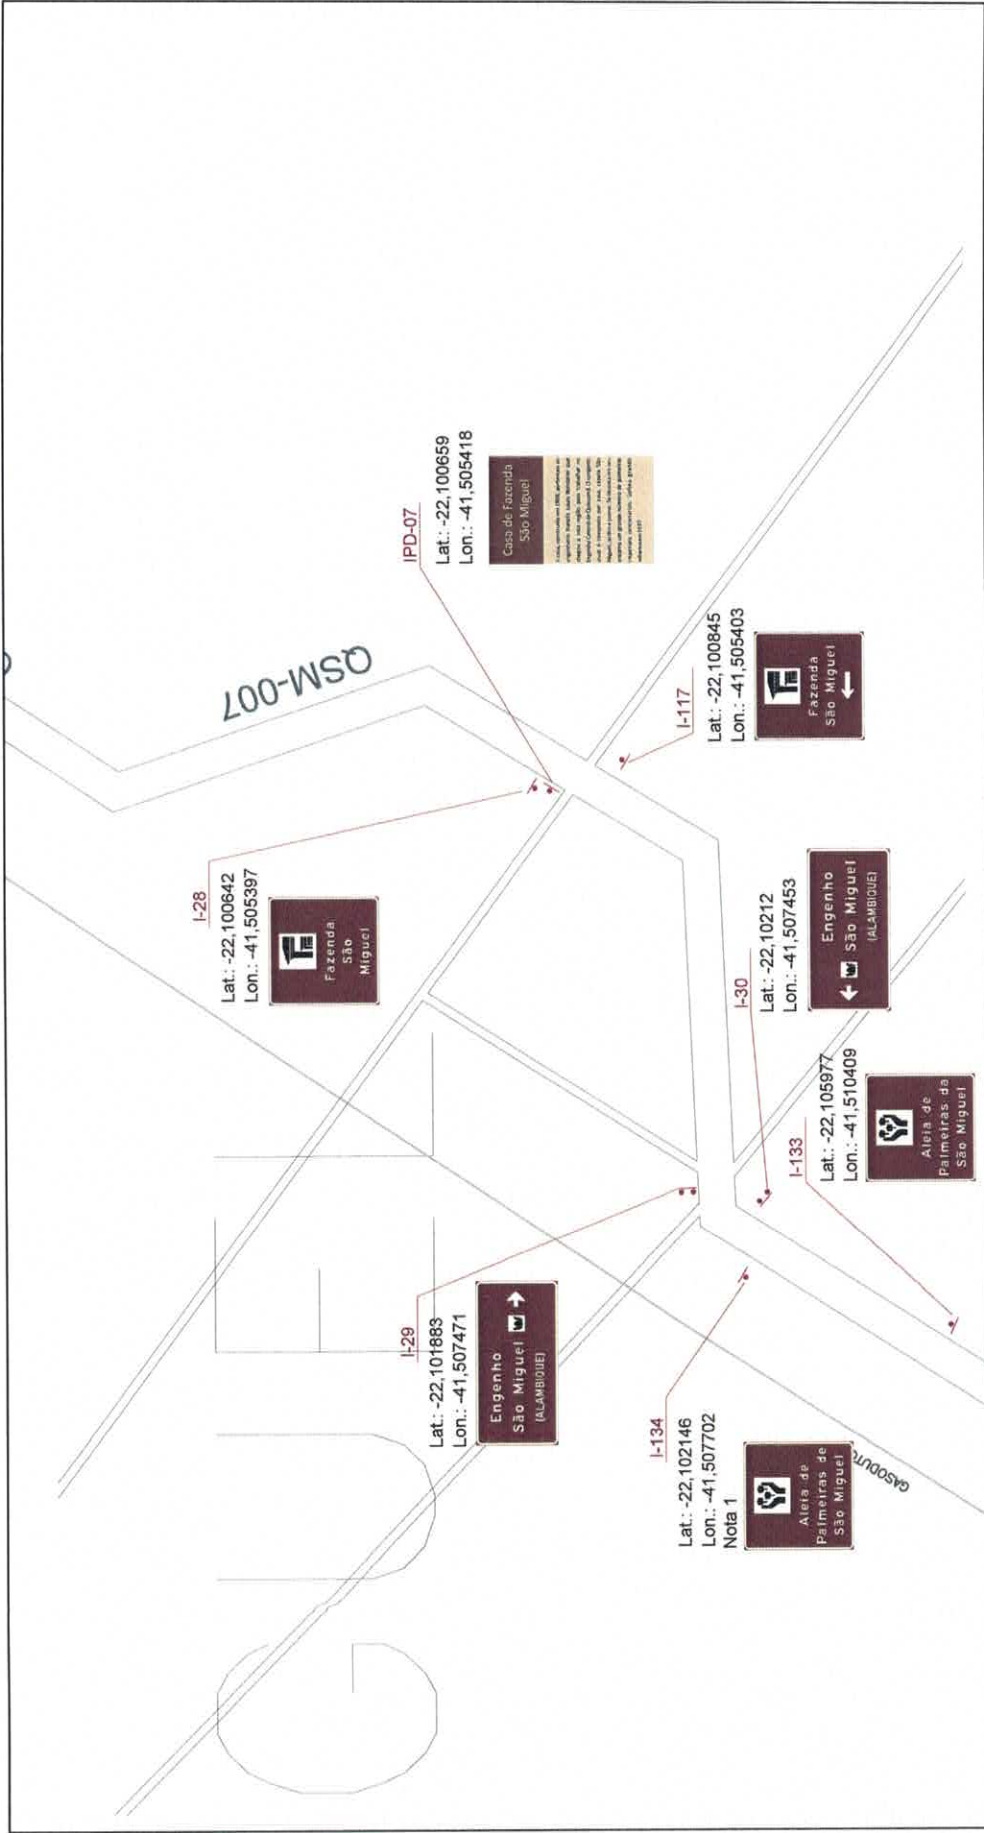 QSM-007
IPD-07
Lat.: -22,100659
Lon.: -41,505418
Casa de Fazenda
São Miguel
I-28
Lat.: -22,100642
Lon.: -41,505397
Fazenda
São
Miguel
I-117
Lat.: -22,100845
Lon.: -41,505403
Fazenda
São Miguel
I-30
Lat.: -22,10212
Lon.: -41,507453
Engenho
São Miguel
(ALAMBIQUE)
I-133
Lat.: -22,105977
Lon.: -41,510409
Aleia de
Palmeiras da
São Miguel
I-29
Lat.: -22,101883
Lon.: -41,507471
Engenho
São Miguel
(ALAMBIQUE)
I-134
Lat.: -22,102146
Lon.: -41,507702
Nota 1
Aleia de
Palmeiras de
São Miguel
GASODUTO
GUE